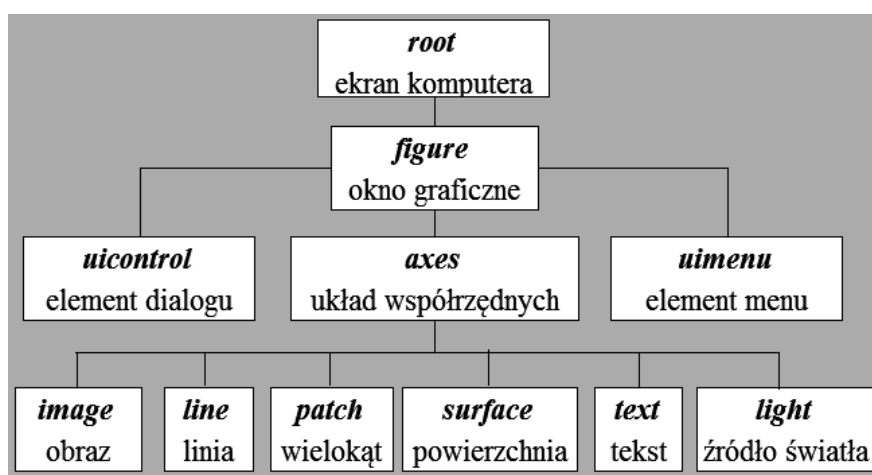 root
ekran komputera
figure
okno graficzne
uicontrol
element dialogu
axes
układ współrzędnych
uimenu
element menu
image
obraz
line
linia
patch
wielokąt
surface
powierzchnia
text
tekst
light
źródło światła